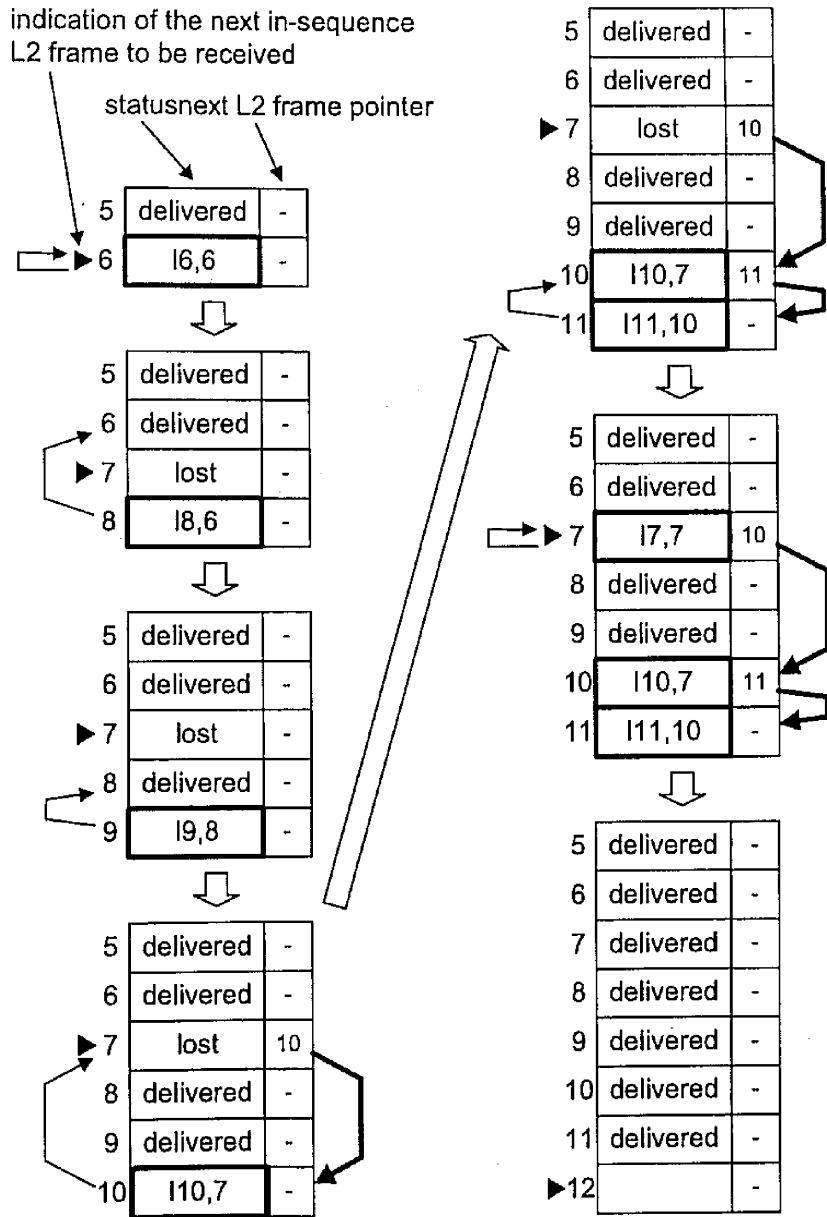 indication of the next in-sequence
L2 frame to be received
statusnext L2 frame pointer
5 delivered -
6 I6,6 -
5 delivered -
6 delivered -
7 lost -
8 I8,6 -
5 delivered -
6 delivered -
7 lost -
8 delivered -
9 I9,8 -
5 delivered -
6 delivered -
7 lost 10
8 delivered -
9 delivered -
10 I10,7 -
5 delivered -
6 delivered -
7 lost 10
8 delivered -
9 delivered -
10 I10,7 11
11 I11,10 -
5 delivered -
6 delivered -
7 I7,7 10
8 delivered -
9 delivered -
10 I10,7 11
11 I11,10 -
5 delivered -
6 delivered -
7 delivered -
8 delivered -
9 delivered -
10 delivered -
11 delivered -
12 -